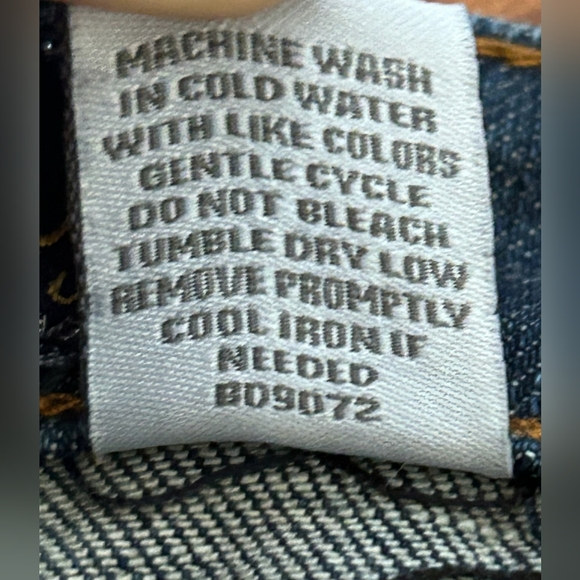 MACHINE WASH
IN COLD WATER
WITH LIKE COLORS
GENTLE CYCLE
DO NOT BLEACH
TUMBLE DRY LOW
REMOVE PROMPTLY
COOL IRON IF
NEEDED
BD9072